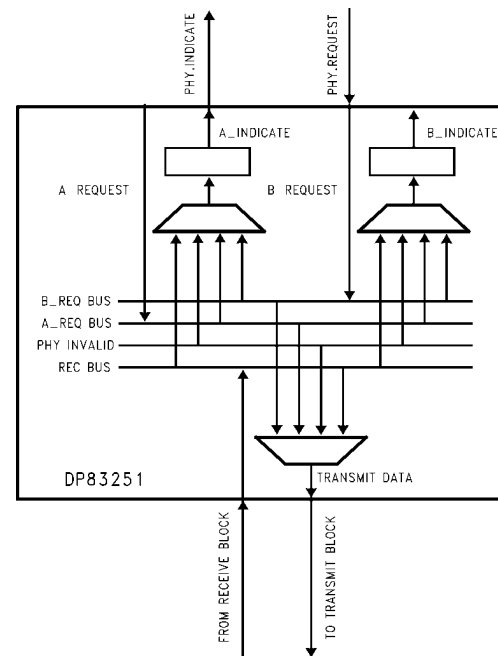 PHY_INDICATE
PHY_REQUEST
A_INDICATE
B_INDICATE
A REQUEST
B REQUEST
B_REQ BUS
A_REQ BUS
PHY INVALID
REC BUS
DP83251
TRANSMIT DATA
FROM RECEIVE BLOCK
TO TRANSMIT BLOCK